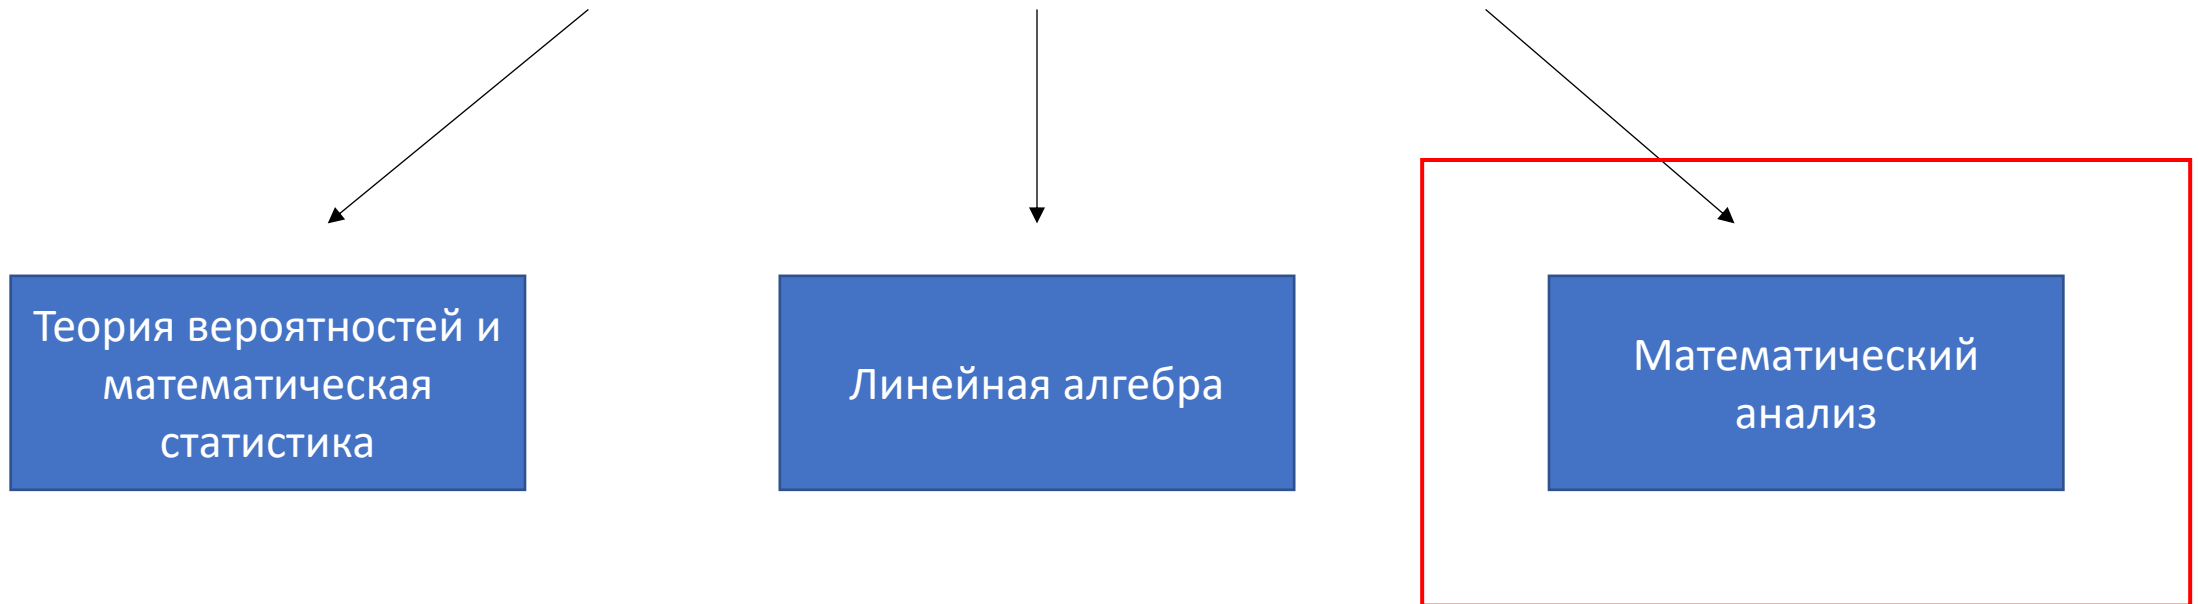 Теория вероятностей и
математическая
статистика
Линейная алгебра
Математический
анализ